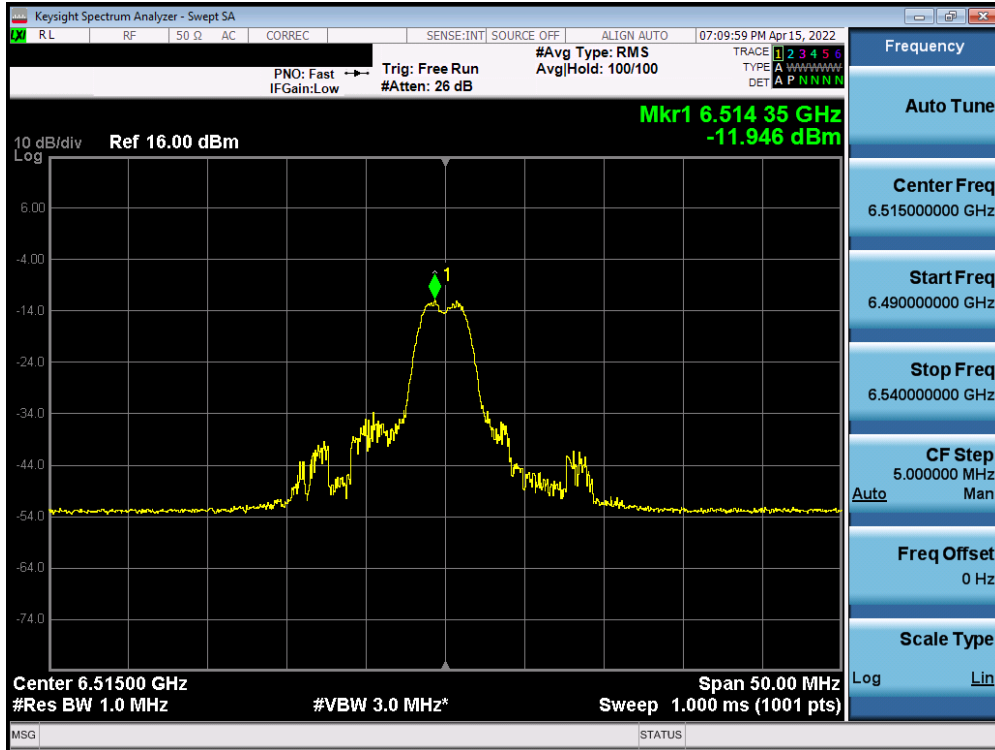 Keysight Spectrum Analyzer - Swept SA
LXI RL RF 50 Ω AC CORREC SENSE:INT SOURCE OFF ALIGN AUTO 07:09:59 PM Apr 15, 2022
PNO: Fast Trig: Free Run #Avg Type: RMS TRACE 1 2 3 4 5 6
IFGain:Low #Atten: 26 dB Avg|Hold: 100/100 TYPE A WWWWW
DET A P N N N N
Mkr1 6.514 35 GHz
-11.946 dBm
10 dB/div Ref 16.00 dBm
Log
6.00
-4.00
1
-14.0
-24.0
-34.0
-44.0
-54.0
-64.0
-74.0
Center 6.51500 GHz Span 50.00 MHz
#Res BW 1.0 MHz #VBW 3.0 MHz* Sweep 1.000 ms (1001 pts)
MSG STATUS
Frequency
Auto Tune
Center Freq
6.515000000 GHz
Start Freq
6.490000000 GHz
Stop Freq
6.540000000 GHz
CF Step
5.000000 MHz
Auto Man
Freq Offset
0 Hz
Scale Type
Log Lin